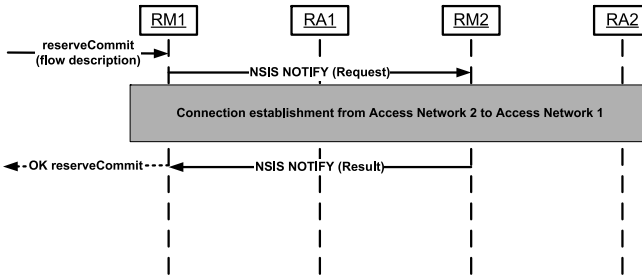 RM1 RA1 RM2 RA2
reserveCommit
(flow description)
NSIS NOTIFY (Request)
Connection establishment from Access Network 2 to Access Network 1
OK reserveCommit
NSIS NOTIFY (Result)